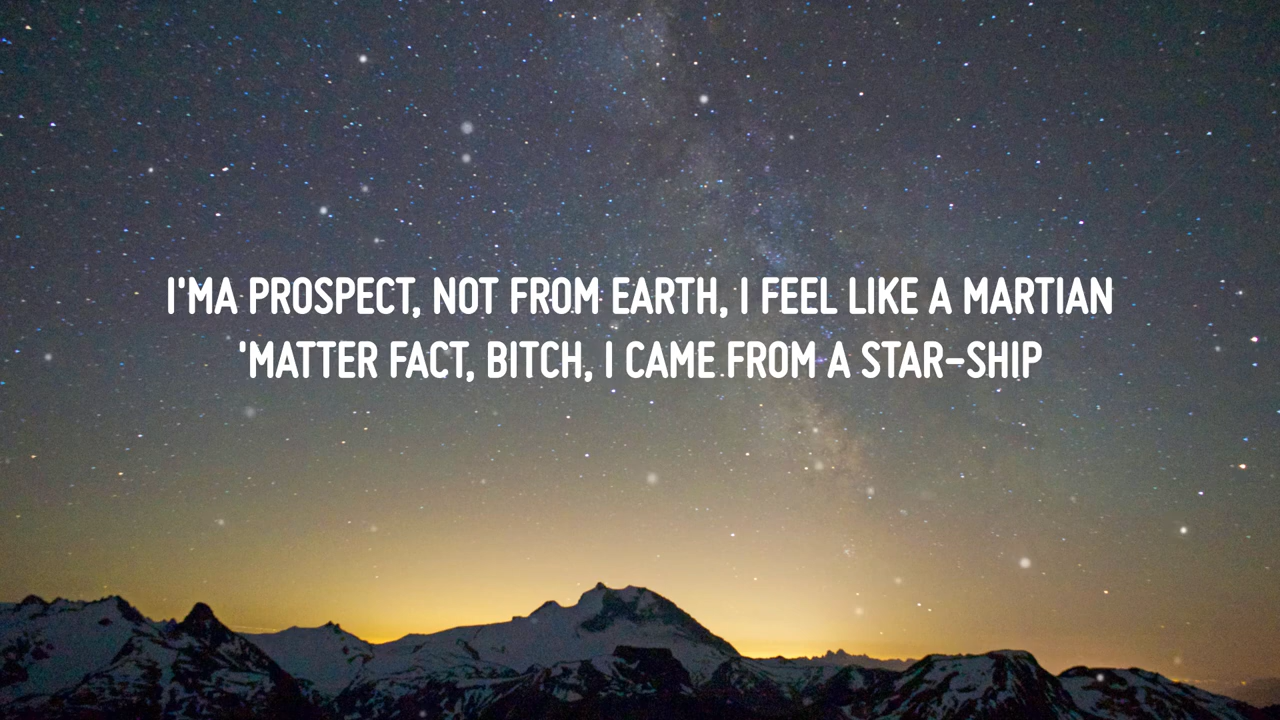 I'MA PROSPECT, NOT FROM EARTH, I FEEL LIKE A MARTIAN
'MATTER FACT, BITCH, I CAME FROM A STAR-SHIP